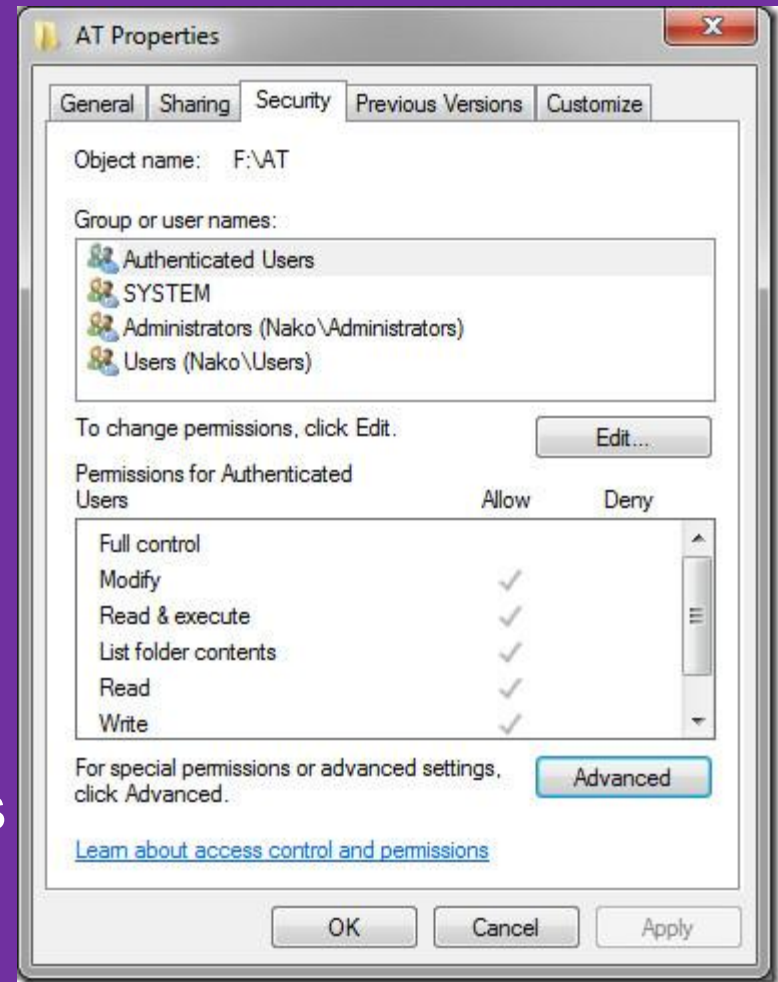 AT Properties
General Sharing Security Previous Versions Customize
Object name: F:\AT
Group or user names:
Authenticated Users
SYSTEM
Administrators (Nako\Administrators)
Users (Nako\Users)
To change permissions, click Edit.
Edit...
Permissions for Authenticated
Users Allow Deny
Full control
Modify
Read & execute
List folder contents
Read
Write
For special permissions or advanced settings,
click Advanced.
Advanced
Learn about access control and permissions
OK Cancel Apply
s